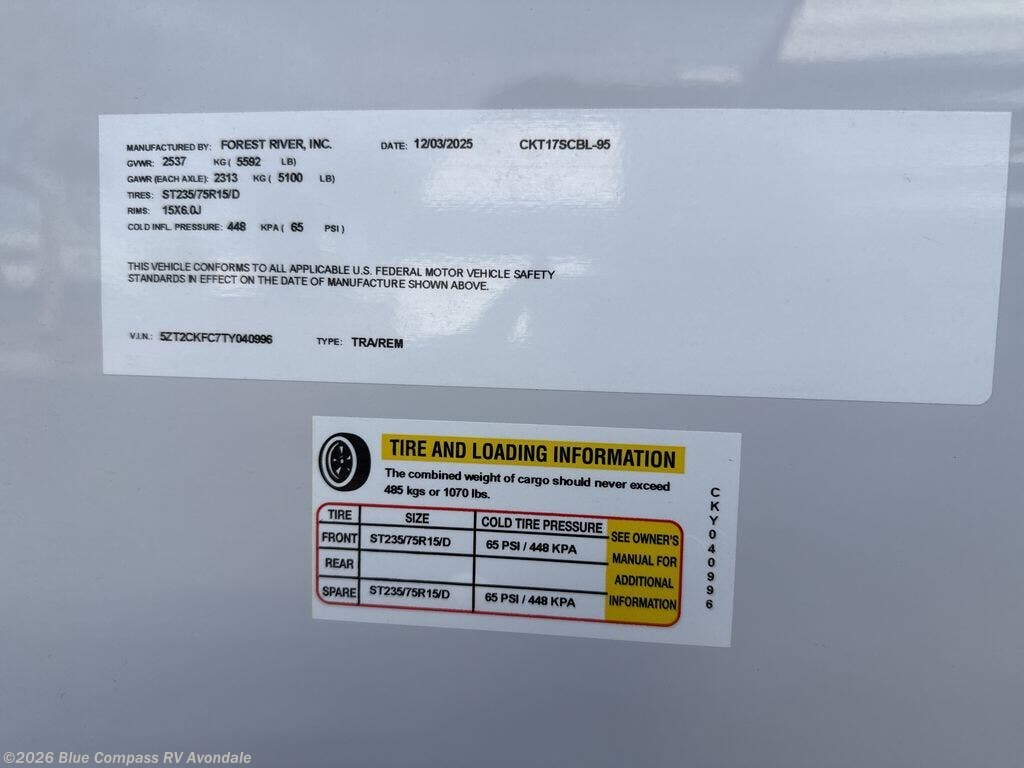 MANUFACTURED BY: FOREST RIVER, INC. DATE: 12/03/2025 CKT17SCBL-95
GVWR: 2537 KG ( 5592 LB)
GAWR (EACH AXLE): 2313 KG ( 5100 LB)
TIRES: ST235/75R15/D
RIMS: 15X6.0J
COLD INFL. PRESSURE: 448 KPA ( 65 PSI )
THIS VEHICLE CONFORMS TO ALL APPLICABLE U.S. FEDERAL MOTOR VEHICLE SAFETY
STANDARDS IN EFFECT ON THE DATE OF MANUFACTURE SHOWN ABOVE.
V.I.N.: 5ZT2CKFC7TY040996 TYPE: TRA/REM
TIRE AND LOADING INFORMATION
The combined weight of cargo should never exceed
485 kgs or 1070 lbs.
TIRE SIZE COLD TIRE PRESSURE
FRONT ST235/75R15/D 65 PSI / 448 KPA
REAR
SPARE ST235/75R15/D 65 PSI / 448 KPA
SEE OWNER'S
MANUAL FOR
ADDITIONAL
INFORMATION
CKY040996
©2026 Blue Compass RV Avondale